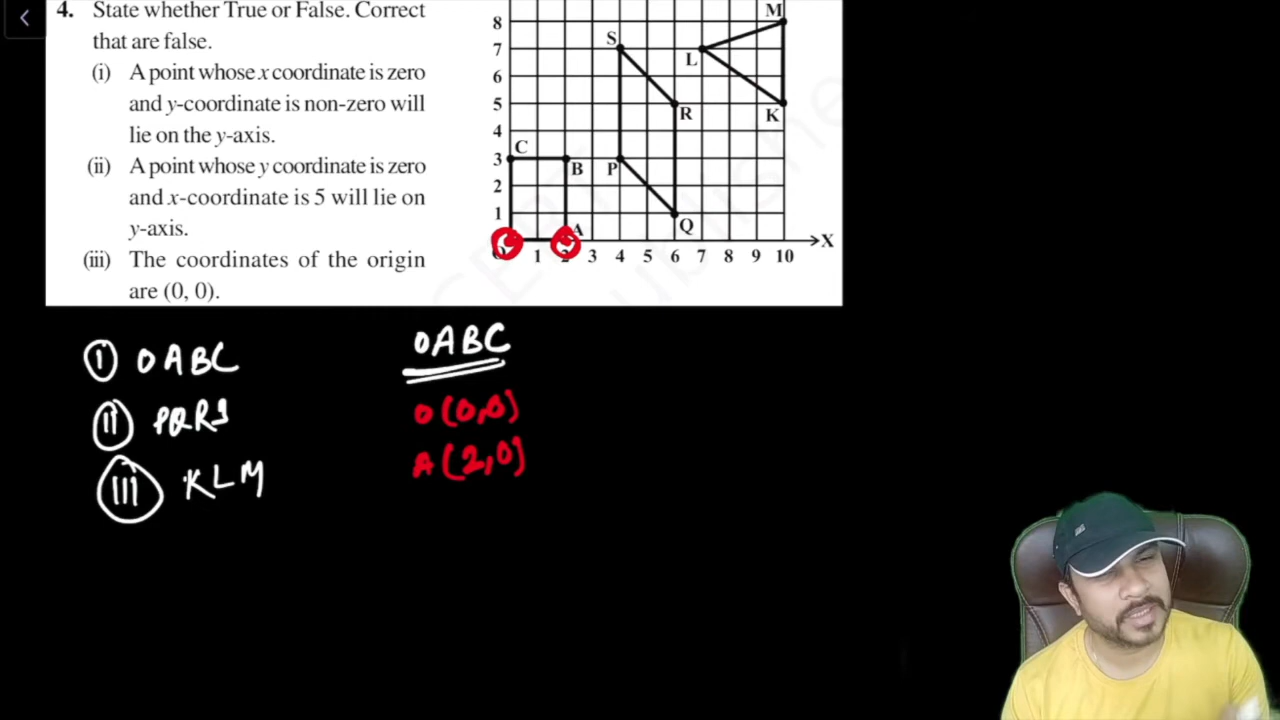 4. State whether True or False. Correct
that are false.
(i) A point whose x coordinate is zero
and y-coordinate is non-zero will
lie on the y-axis.
(ii) A point whose y coordinate is zero
and x-coordinate is 5 will lie on
y-axis.
(iii) The coordinates of the origin
are (0, 0).
M
8
S
7
L
6
5
R
K
4
C
3
B
P
2
1
A
Q
1 2 3 4 5 6 7 8 9 10
X
I OABC
II PQRS
III KLM
OABC
O (0,0)
A (2,0)